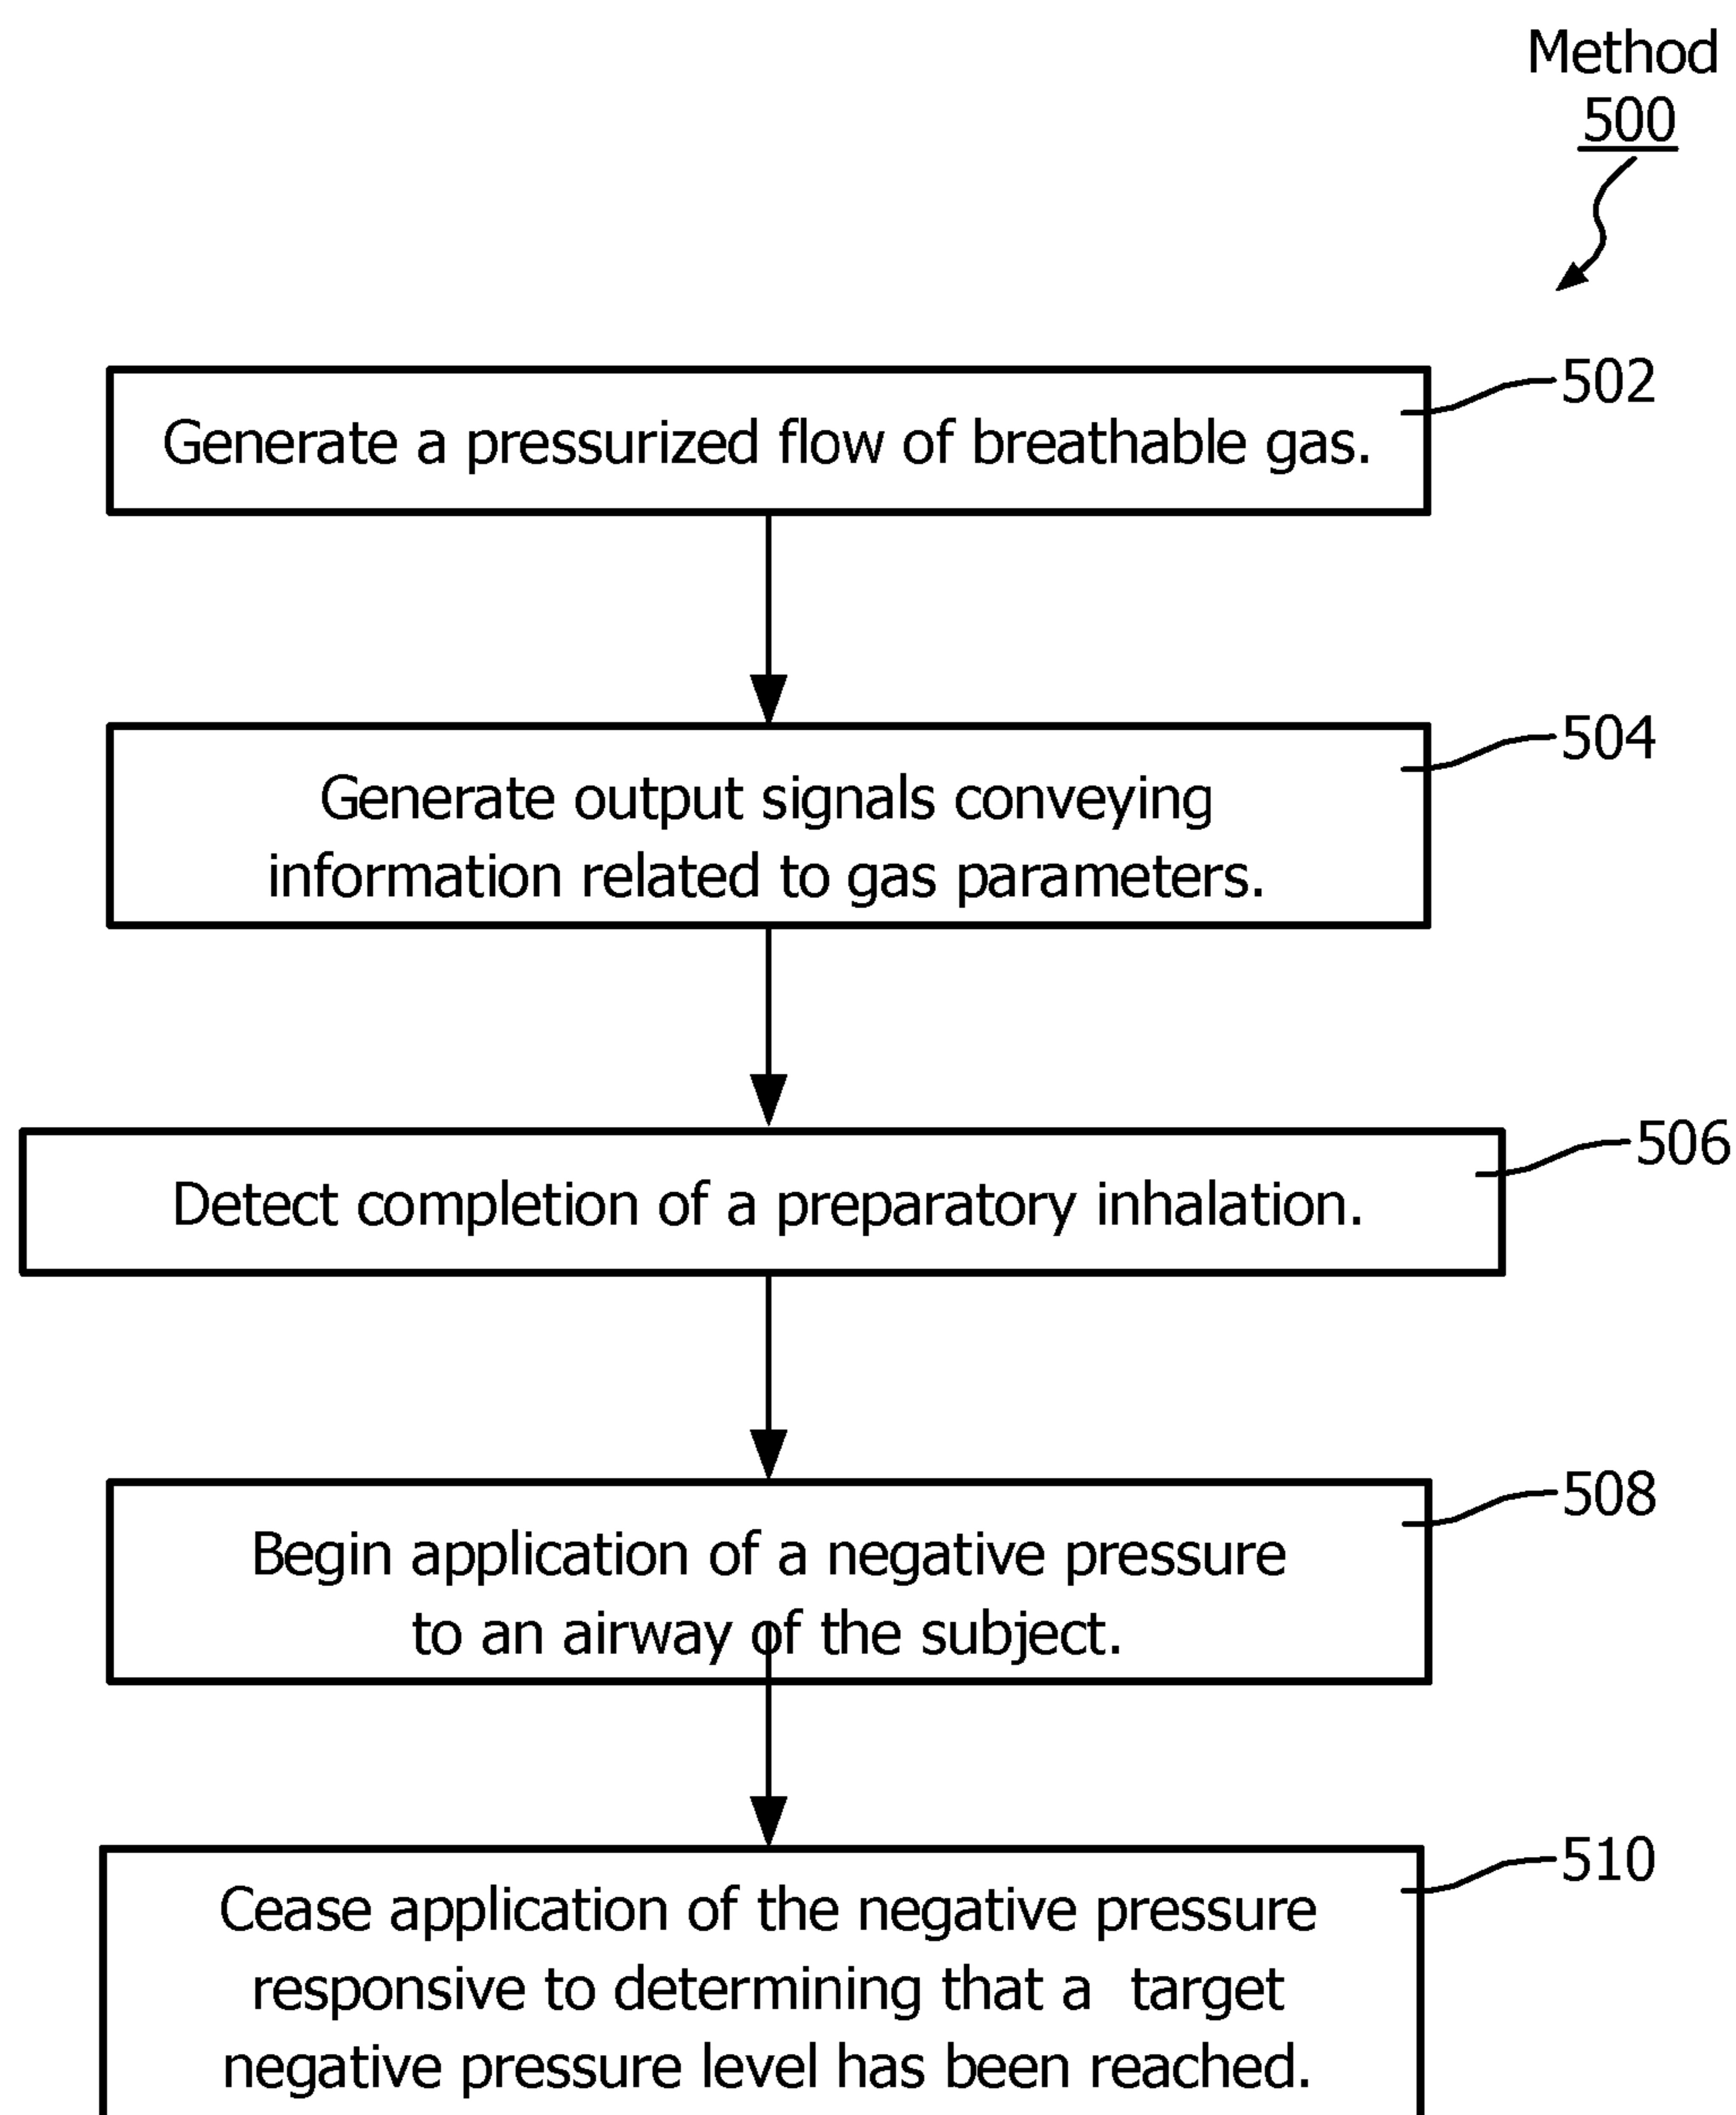 Method
500
502
Generate a pressurized flow of breathable gas.
504
Generate output signals conveying
information related to gas parameters.
506
Detect completion of a preparatory inhalation.
508
Begin application of a negative pressure
to an airway of the subject.
510
Cease application of the negative pressure
responsive to determining that a target
negative pressure level has been reached.